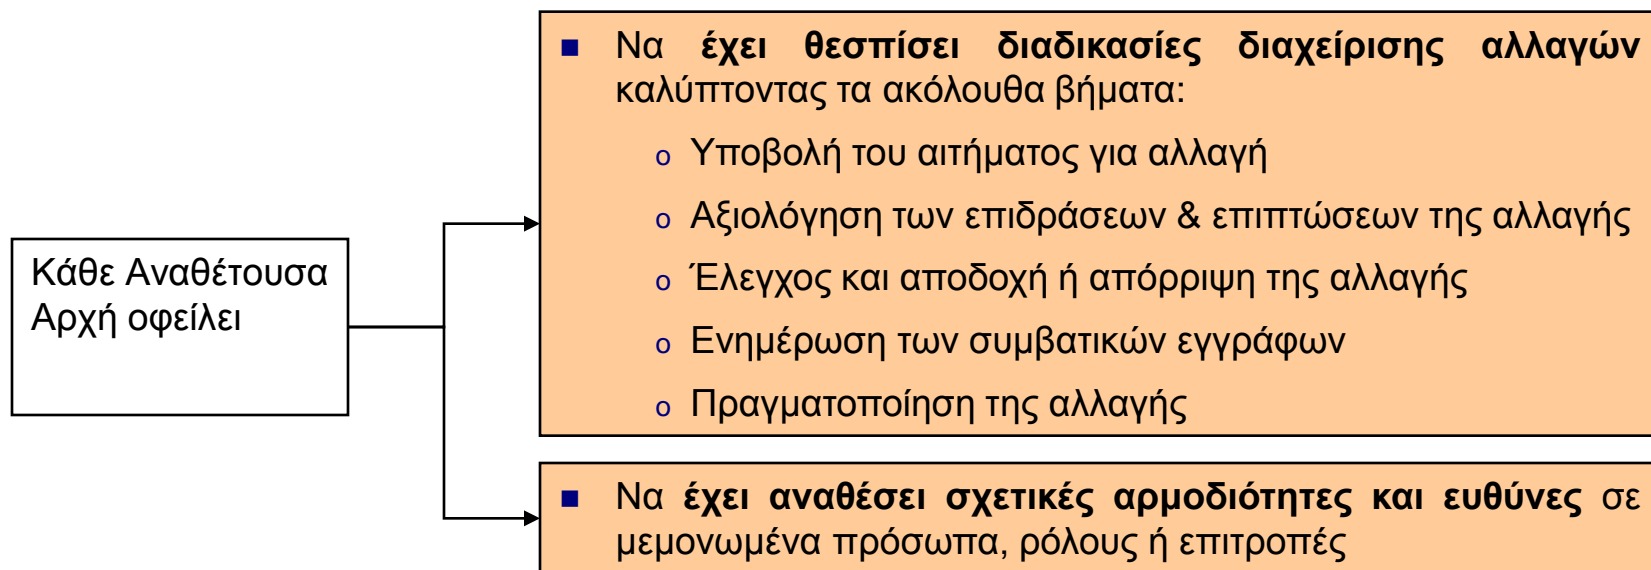 Κάθε Αναθέτουσα
Αρχή οφείλει
■ Να έχει θεσπίσει διαδικασίες διαχείρισης αλλαγών
καλύπτοντας τα ακόλουθα βήματα:
o Υποβολή του αιτήματος για αλλαγή
o Αξιολόγηση των επιδράσεων & επιπτώσεων της αλλαγής
o Έλεγχος και αποδοχή ή απόρριψη της αλλαγής
o Ενημέρωση των συμβατικών εγγράφων
o Πραγματοποίηση της αλλαγής
■ Να έχει αναθέσει σχετικές αρμοδιότητες και ευθύνες σε
μεμονωμένα πρόσωπα, ρόλους ή επιτροπές